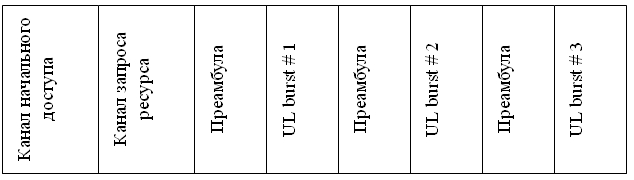 Канал начального
доступа
Канал запроса
ресурса
Преамбула
UL burst # 1
Преамбула
UL burst # 2
Преамбула
UL burst # 3